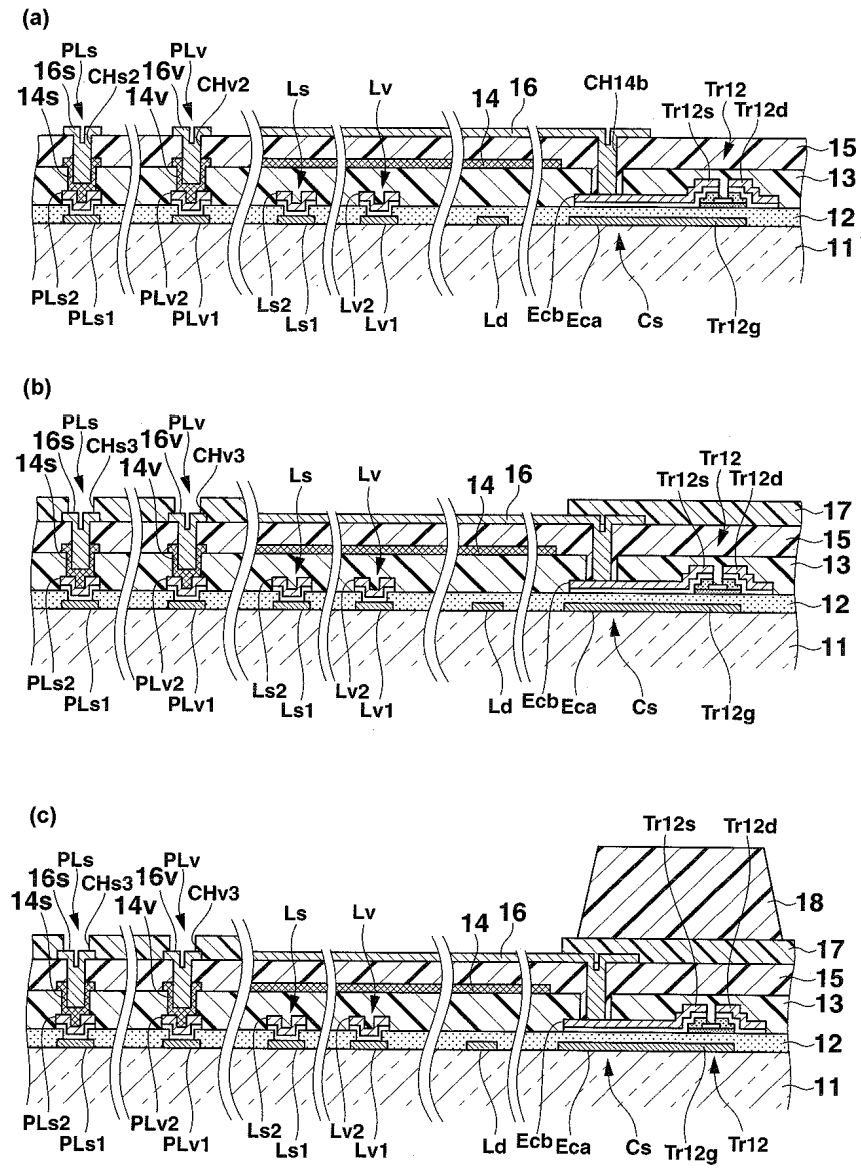 (a)
PLs
PLv
16s
CHs2
16v
CHv2
14s
14v
Ls
Lv
14
16
CH14b
Tr12
Tr12s
Tr12d
15
13
12
11
PLs2
PLs1
PLv2
PLv1
Ls2
Ls1
Lv2
Lv1
Ld
Ecb
Eca
Cs
Tr12g
(b)
PLs
PLv
16s
CHs3
16v
CHv3
14s
14v
Ls
Lv
14
16
Tr12
Tr12s
Tr12d
17
15
13
12
11
PLs2
PLs1
PLv2
PLv1
Ls2
Ls1
Lv2
Lv1
Ld
Ecb
Eca
Cs
Tr12g
(c)
Tr12s
Tr12d
PLs
PLv
16s
CHs3
16v
CHv3
14s
14v
Ls
Lv
14
16
18
17
15
13
12
11
PLs2
PLs1
PLv2
PLv1
Ls2
Ls1
Lv2
Lv1
Ld
Ecb
Eca
Cs
Tr12g
Tr12